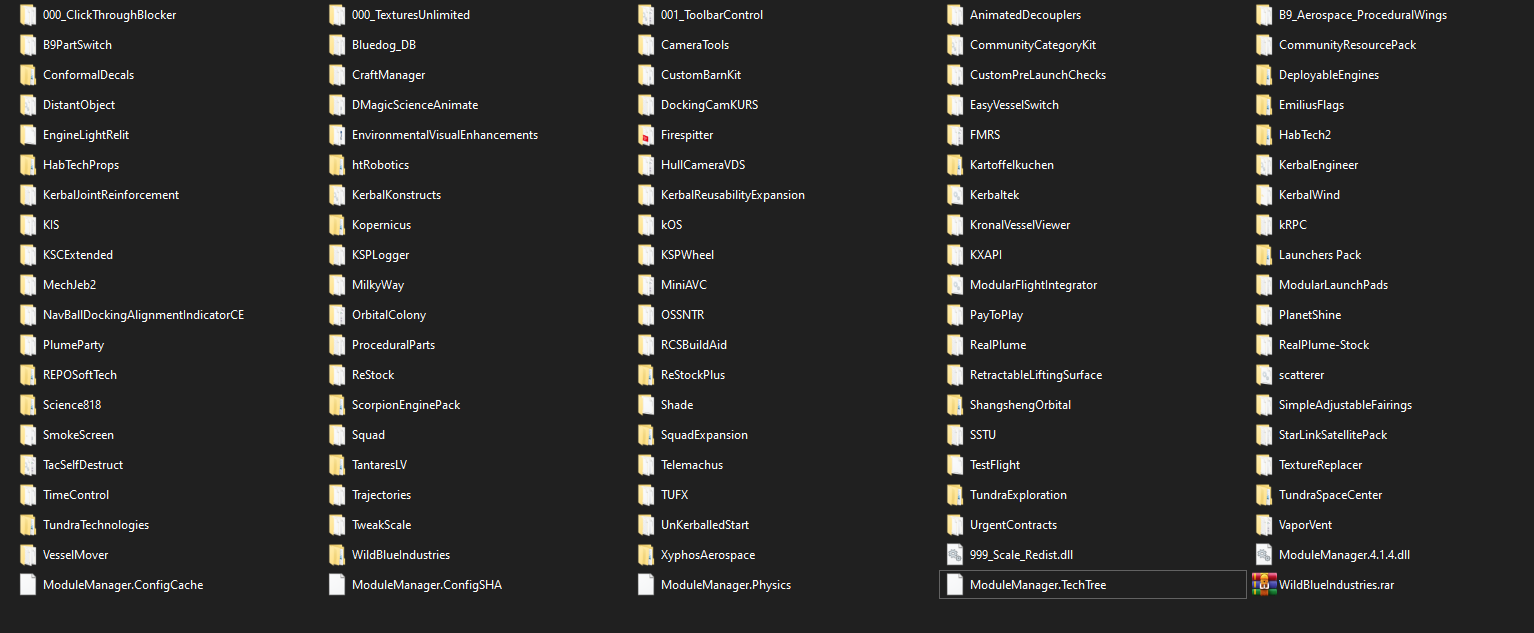 000_ClickThroughBlocker 000_TexturesUnlimited 001_ToolbarControl AnimatedDecouplers B9_Aerospace_ProceduralWings
B9PartSwitch Bluedog_DB CameraTools CommunityCategoryKit CommunityResourcePack
ConformalDecals CraftManager CustomBarnKit CustomPreLaunchChecks DeployableEngines
DistantObject DMagicScienceAnimate DockingCamKURS EasyVesselSwitch EmiliusFlags
EngineLightRelit EnvironmentalVisualEnhancements Firespitter FMRS HabTech2
HabTechProps htRobotics HullCameraVDS Kartoffelkuchen KerbalEngineer
KerbalJointReinforcement KerbalKonstructs KerbalReusabilityExpansion Kerbaltek KerbalWind
KIS Kopernicus kOS KronalVesselViewer kRPC
KSCExtended KSPLogger KSPWheel KXAPI Launchers Pack
MechJeb2 MilkyWay MiniAVC ModularFlightIntegrator ModularLaunchPads
NavBallDockingAlignmentIndicatorCE OrbitalColony OSSNTR PayToPlay PlanetShine
PlumeParty ProceduralParts RCSBuildAid RealPlume RealPlume-Stock
REPOSoftTech ReStock ReStockPlus RetractableLiftingSurface scatterer
Science818 ScorpionEnginePack Shade ShangshengOrbital SimpleAdjustableFairings
SmokeScreen Squad SquadExpansion SSTU StarLinkSatellitePack
TacSelfDestruct TantaresLV Telemachus TestFlight TextureReplacer
TimeControl Trajectories TUFX TundraExploration TundraSpaceCenter
TundraTechnologies TweakScale UnKerballedStart UrgentContracts VaporVent
VesselMover WildBlueIndustries XyphosAerospace 999_Scale_Redist.dll ModuleManager.4.1.4.dll
ModuleManager.ConfigCache ModuleManager.ConfigSHA ModuleManager.Physics ModuleManager.TechTree WildBlueIndustries.rar